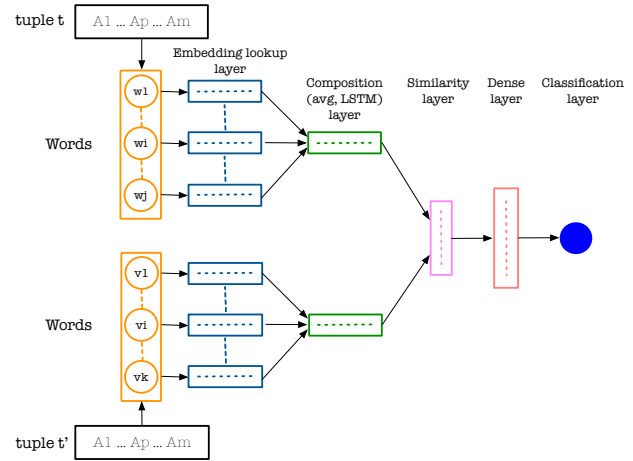 tuple t
A1 ... Ap ... Am
Embedding lookup
layer
Composition
(avg, LSTM)
layer
Similarity
layer
Dense
layer
Classification
layer
Words
w1
wi
wj
Words
v1
vi
vk
tuple t'
A1 ... Ap ... Am